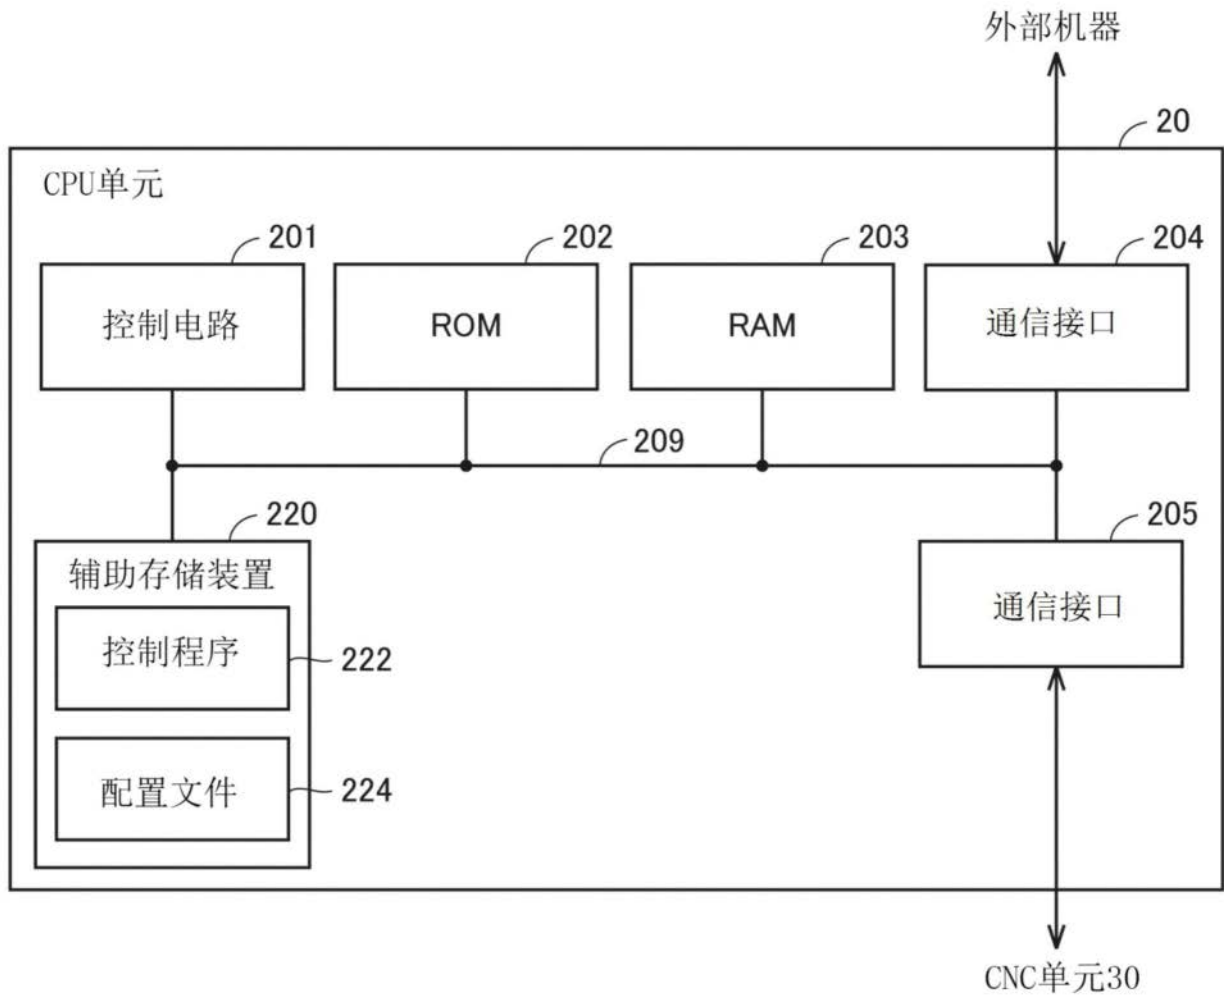 外部机器
20
CPU单元
201
202
203
204
控制电路
ROM
RAM
通信接口
209
220
205
辅助存储装置
通信接口
控制程序
222
配置文件
224
CNC单元30